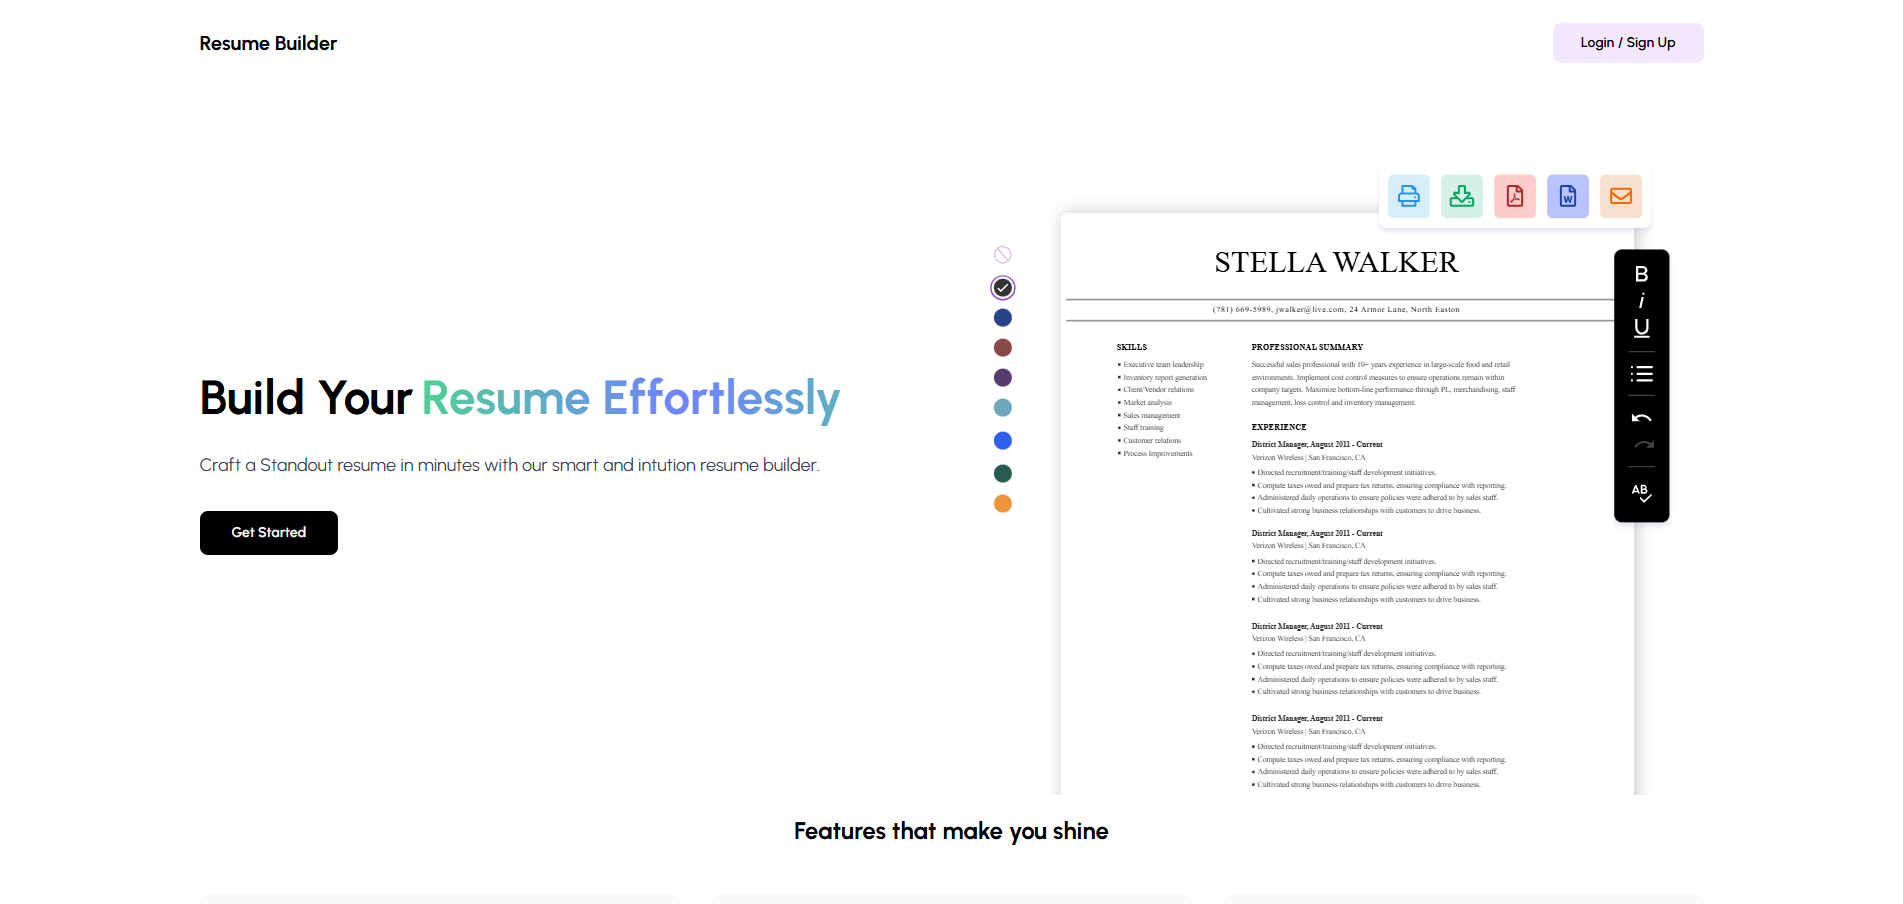 Resume Builder
Login / Sign Up
Build Your Resume Effortlessly
Craft a Standout resume in minutes with our smart and intution resume builder.
Get Started
STELLA WALKER
(781) 669-5989, jwalker@live.com, 24 Armor Lane, North Easton
SKILLS
▪ Executive team leadership
▪ Inventory report generation
▪ Client/Vendor relations
▪ Market analysis
▪ Sales management
▪ Staff training
▪ Customer relations
▪ Process Improvements
PROFESSIONAL SUMMARY
Successful sales professional with 10+ years experience in large-scale food and retail
environments. Implement cost control measures to ensure operations remain within
company targets. Maximize bottom-line performance through PL, merchandising, staff
management, loss control and inventory management.
EXPERIENCE
District Manager, August 2011 - Current
Verizon Wireless | San Francisco, CA
▪ Directed recruitment/training/staff development initiatives.
▪ Compute taxes owed and prepare tax returns, ensuring compliance with reporting.
▪ Administered daily operations to ensure policies were adhered to by sales staff.
▪ Cultivated strong business relationships with customers to drive business.
District Manager, August 2011 - Current
Verizon Wireless | San Francisco, CA
▪ Directed recruitment/training/staff development initiatives.
▪ Compute taxes owed and prepare tax returns, ensuring compliance with reporting.
▪ Administered daily operations to ensure policies were adhered to by sales staff.
▪ Cultivated strong business relationships with customers to drive business.
District Manager, August 2011 - Current
Verizon Wireless | San Francisco, CA
▪ Directed recruitment/training/staff development initiatives.
▪ Compute taxes owed and prepare tax returns, ensuring compliance with reporting.
▪ Administered daily operations to ensure policies were adhered to by sales staff.
▪ Cultivated strong business relationships with customers to drive business.
District Manager, August 2011 - Current
Verizon Wireless | San Francisco, CA
▪ Directed recruitment/training/staff development initiatives.
▪ Compute taxes owed and prepare tax returns, ensuring compliance with reporting.
▪ Administered daily operations to ensure policies were adhered to by sales staff.
▪ Cultivated strong business relationships with customers to drive business.
B
i
U
AB
Features that make you shine